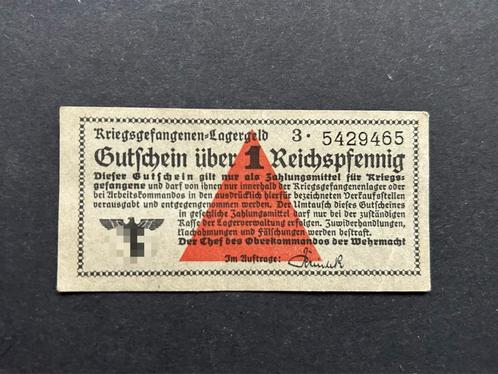 Kriegsgefangenen-Lagergeld 3· 5429465
Gutschein über 1 Reichspfennig
Dieser Gutschein gilt nur als Zahlungsmittel für Kriegs-
gefangene und darf von ihnen nur innerhalb der Kriegsgefangenenlager oder
bei Arbeitskommandos in den ausdrücklich hierfür bezeichneten Verkaufsstellen
verausgabt und entgegengenommen werden. Der Umtausch dieses Gutscheines
in gesetzliche Zahlungsmittel darf nur bei der zuständigen
Kasse der Lagerverwaltung erfolgen. Zuwiderhandlungen,
Nachahmungen und Fälschungen werden bestraft.
Der Chef des Oberkommandos der Wehrmacht
Im Auftrage: